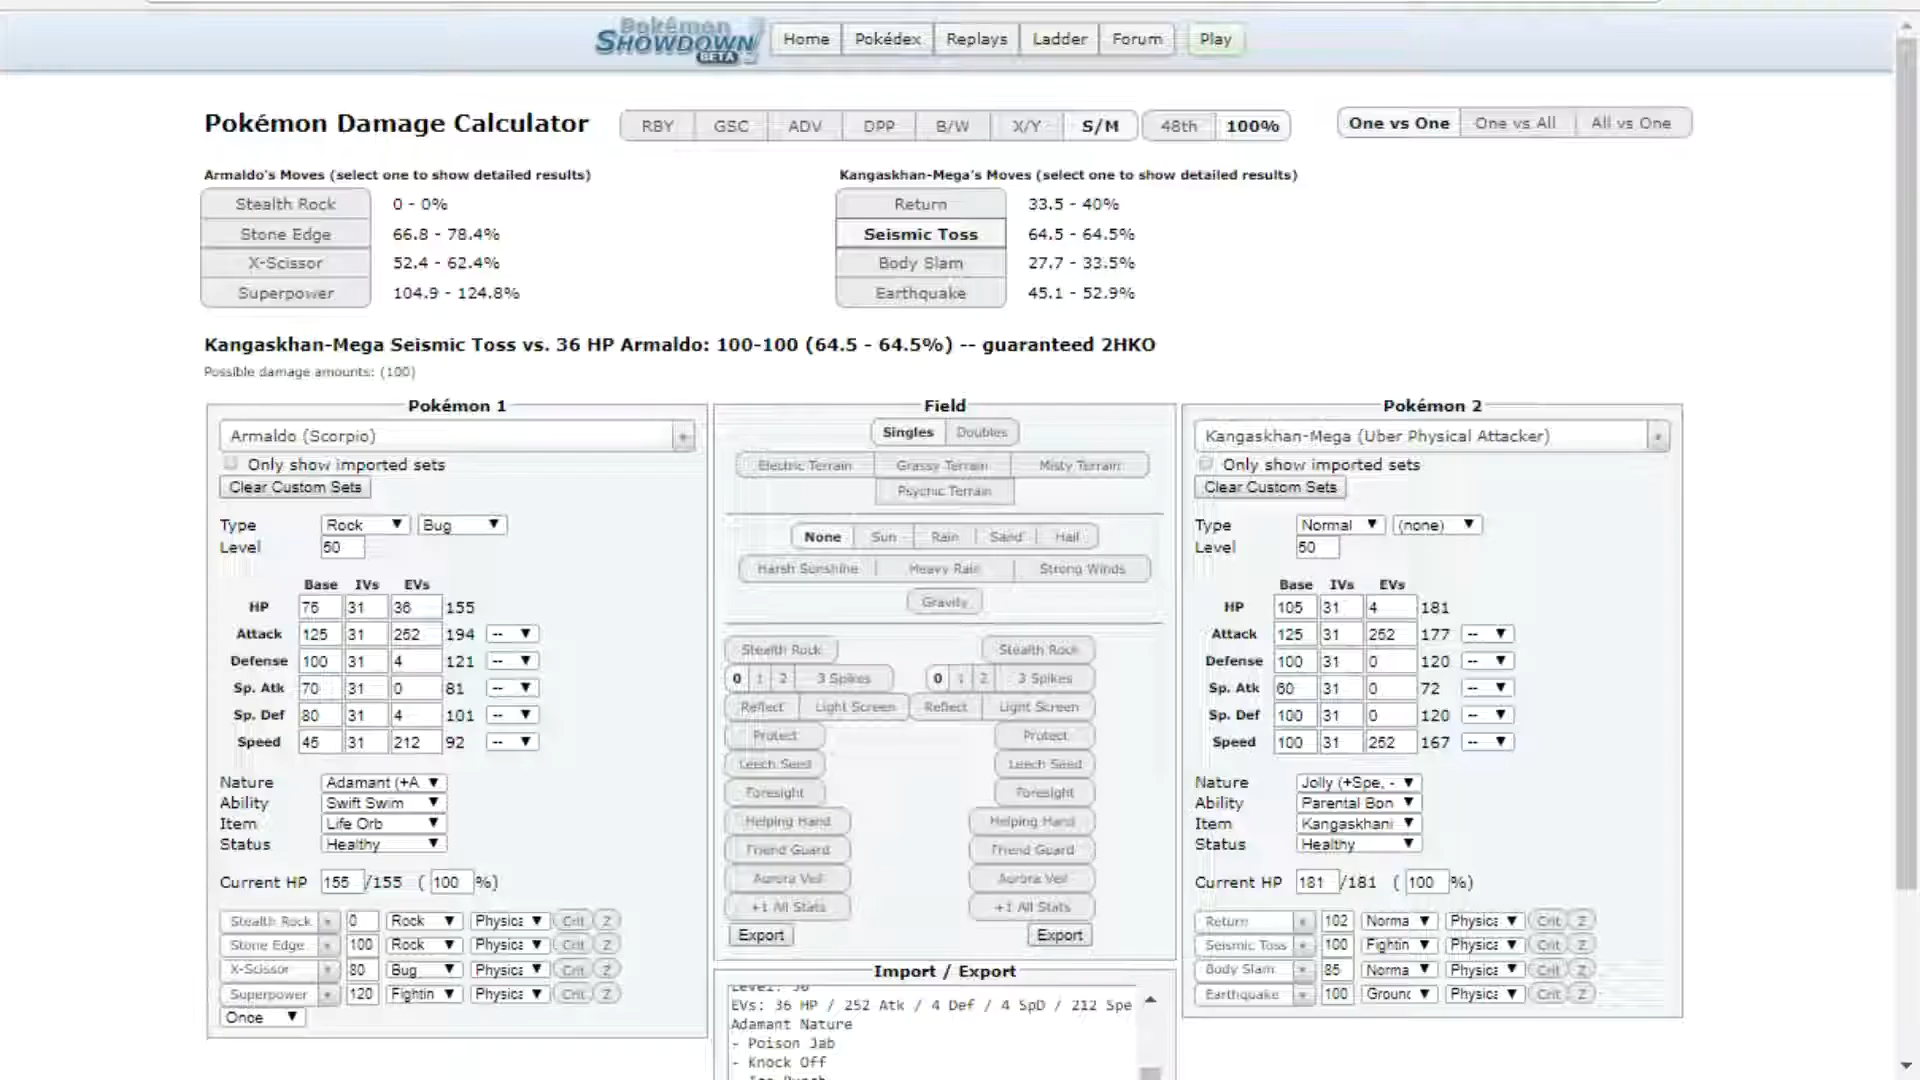 Pokémon SHOWDOWN BETA
Home Pokédex Replays Ladder Forum Play
Pokémon Damage Calculator RBY GSC ADV DPP B/W X/Y S/M 48th 100% One vs One One vs All All vs One
Armaldo's Moves (select one to show detailed results)
Stealth Rock 0 - 0%
Stone Edge 66.8 - 78.4%
X-Scissor 52.4 - 62.4%
Superpower 104.9 - 124.8%
Kangaskhan-Mega's Moves (select one to show detailed results)
Return 33.5 - 40%
Seismic Toss 64.5 - 64.5%
Body Slam 27.7 - 33.5%
Earthquake 45.1 - 52.9%
Kangaskhan-Mega Seismic Toss vs. 36 HP Armaldo: 100-100 (64.5 - 64.5%) -- guaranteed 2HKO
Possible damage amounts: (100)
Pokémon 1
Armaldo (Scorpio)
Only show imported sets
Clear Custom Sets
Type Rock Bug
Level 50
Base IVs EVs
HP 75 31 36 155
Attack 125 31 252 194 --
Defense 100 31 4 121 --
Sp. Atk 70 31 0 81 --
Sp. Def 80 31 4 101 --
Speed 45 31 212 92 --
Nature Adamant (+A
Ability Swift Swim
Item Life Orb
Status Healthy
Current HP 155 /155 ( 100 %)
Stealth Rock 0 Rock Physica Crit Z
Stone Edge 100 Rock Physica Crit Z
X-Scissor 80 Bug Physica Crit Z
Superpower 120 Fightin Physica Crit Z
Once
Field
Singles Doubles
Electric Terrain Grassy Terrain Misty Terrain
Psychic Terrain
None Sun Rain Sand Hail
Harsh Sunshine Heavy Rain Strong Winds
Gravity
Stealth Rock Stealth Rock
0 1 2 3 Spikes 0 1 2 3 Spikes
Reflect Light Screen Reflect Light Screen
Protect Protect
Leech Seed Leech Seed
Foresight Foresight
Helping Hand Helping Hand
Friend Guard Friend Guard
Aurora Veil Aurora Veil
+1 All Stats +1 All Stats
Export Export
Import / Export
Level: 50
EVs: 36 HP / 252 Atk / 4 Def / 4 SpD / 212 Spe
Adamant Nature
- Poison Jab
- Knock Off
Pokémon 2
Kangaskhan-Mega (Uber Physical Attacker)
Only show imported sets
Clear Custom Sets
Type Normal (none)
Level 50
Base IVs EVs
HP 105 31 4 181
Attack 125 31 252 177 --
Defense 100 31 0 120 --
Sp. Atk 60 31 0 72 --
Sp. Def 100 31 0 120 --
Speed 100 31 252 167 --
Nature Jolly (+Spe, -
Ability Parental Bon
Item Kangaskhani
Status Healthy
Current HP 181 /181 ( 100 %)
Return 102 Norma Physica Crit Z
Seismic Toss 100 Fightin Physica Crit Z
Body Slam 85 Norma Physica Crit Z
Earthquake 100 Ground Physica Crit Z